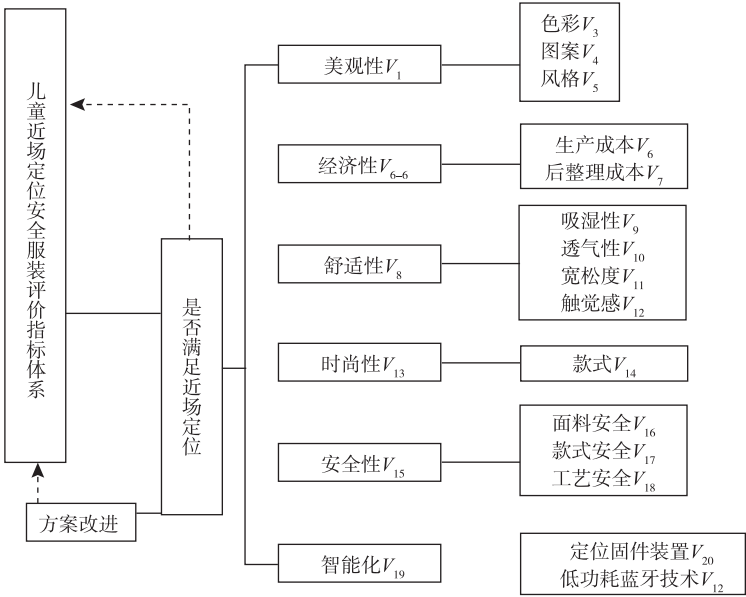 儿童近场定位安全服装评价指标体系
方案改进
是否满足近场定位
美观性V1
色彩V3
图案V4
风格V5
经济性V6–6
生产成本V6
后整理成本V7
舒适性V8
吸湿性V9
透气性V10
宽松度V11
触觉感V12
时尚性V13
款式V14
安全性V15
面料安全V16
款式安全V17
工艺安全V18
智能化V19
定位固件装置V20
低功耗蓝牙技术V12